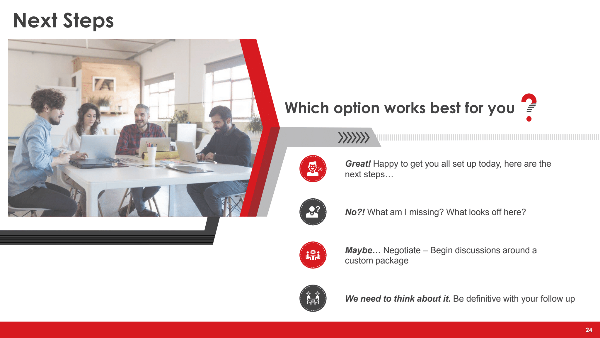 Next Steps
Which option works best for you ?
Great! Happy to get you all set up today, here are the
next steps…
No?! What am I missing? What looks off here?
Maybe… Negotiate – Begin discussions around a
custom package
We need to think about it. Be definitive with your follow up
24